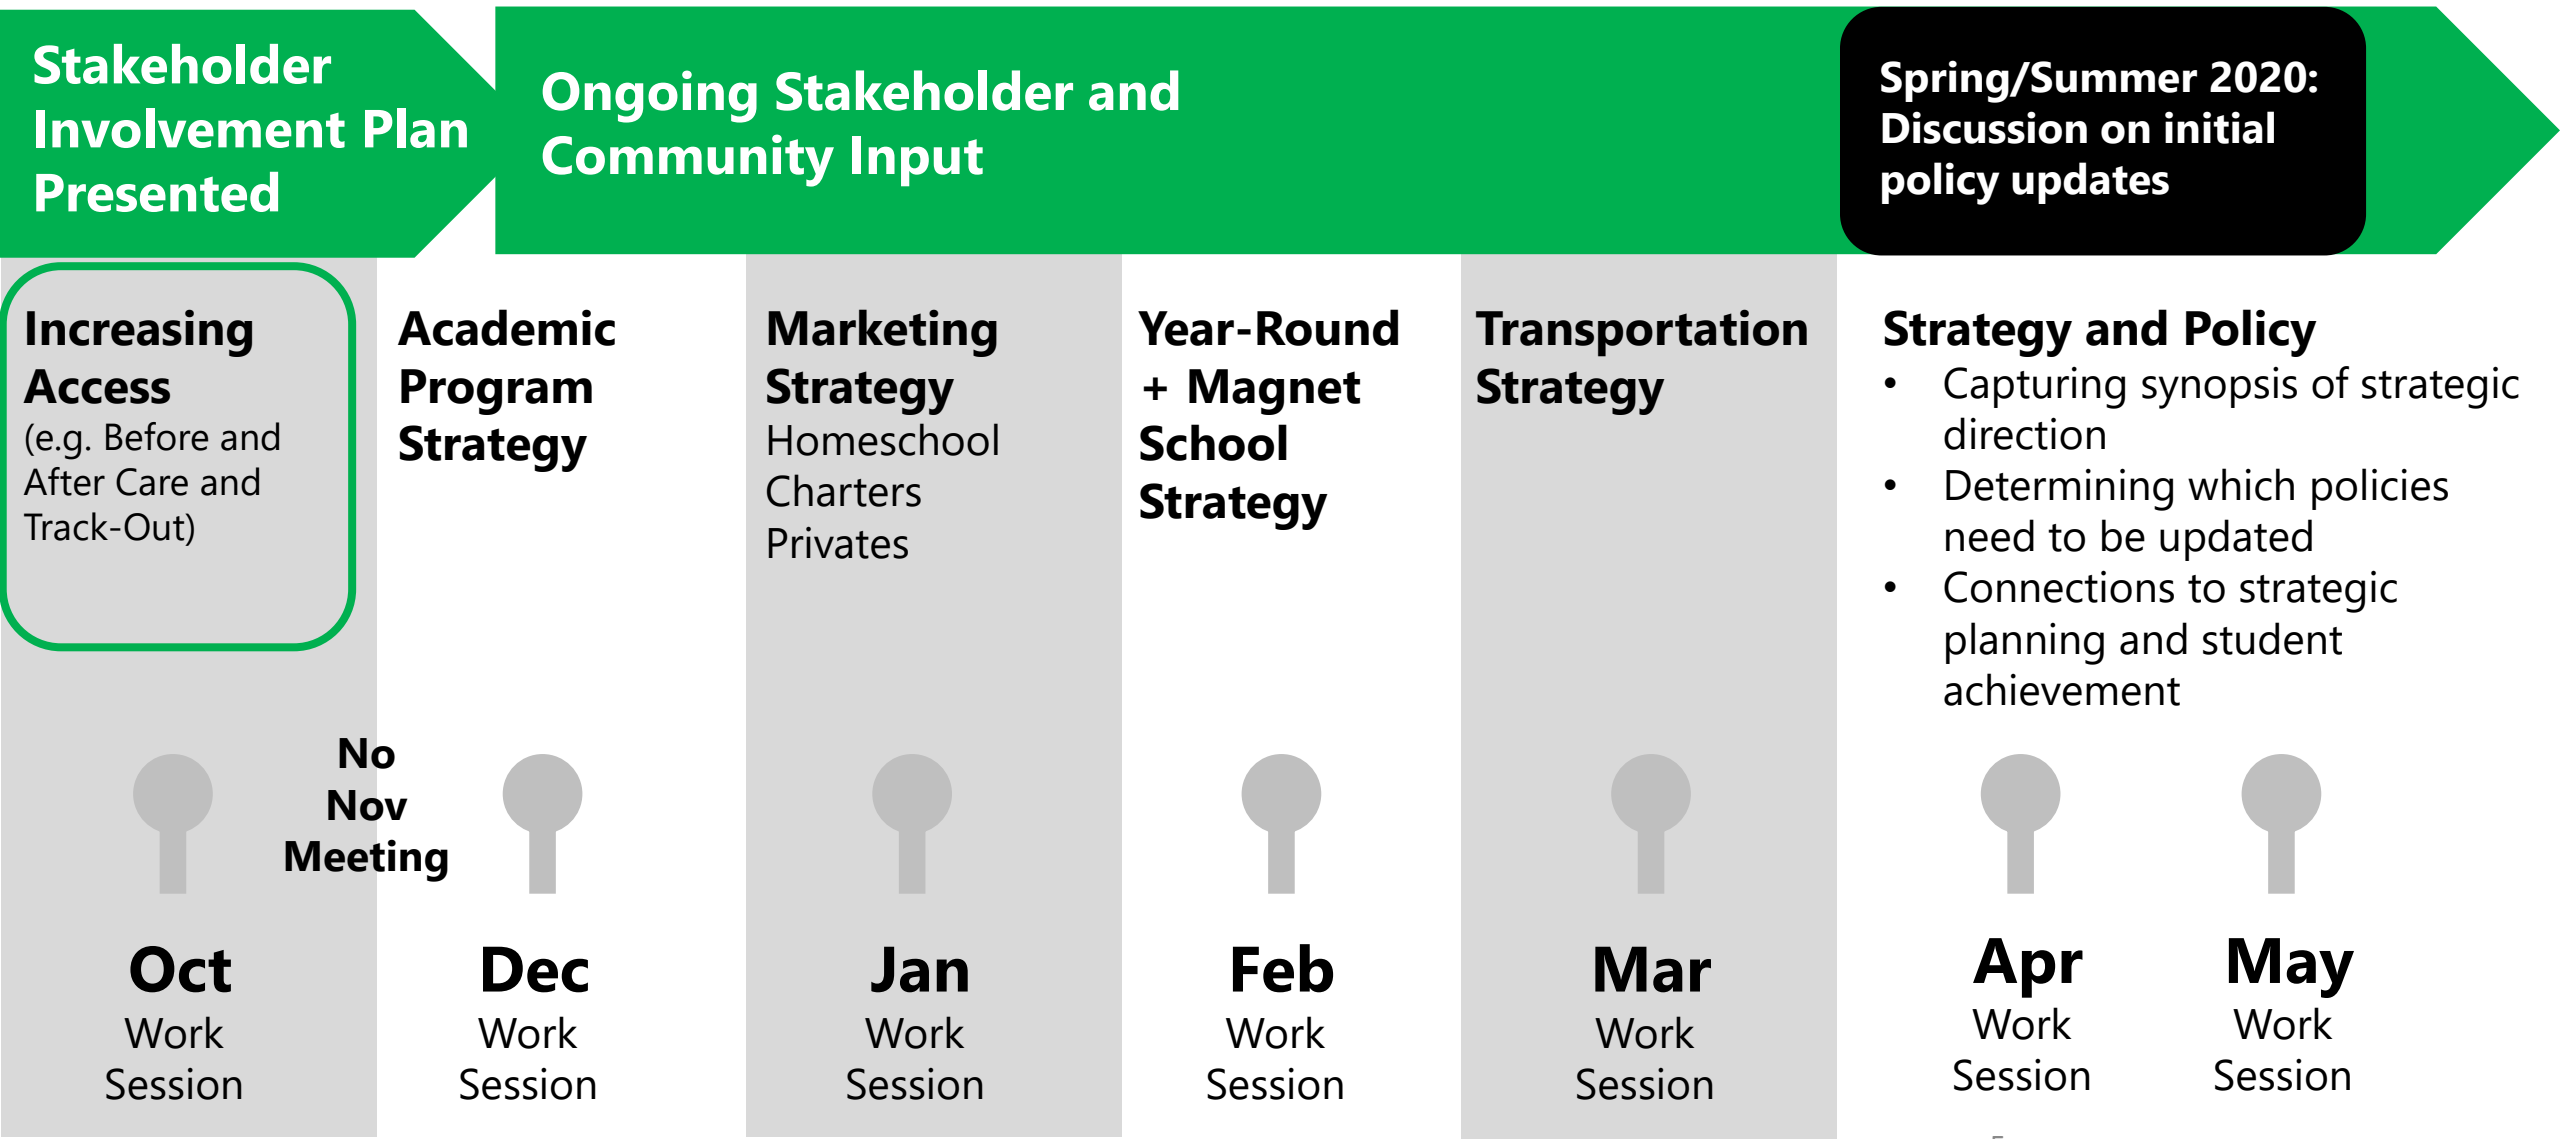 Stakeholder
Involvement Plan
Presented
Ongoing Stakeholder and
Community Input
Spring/Summer 2020:
Discussion on initial
policy updates
Increasing
Access
(e.g. Before and
After Care and
Track-Out)
Academic
Program
Strategy
Marketing
Strategy
Homeschool
Charters
Privates
Year-Round
+ Magnet
School
Strategy
Transportation
Strategy
Strategy and Policy
• Capturing synopsis of strategic
direction
• Determining which policies
need to be updated
• Connections to strategic
planning and student
achievement
No
Nov
Meeting
Oct
Work
Session
Dec
Work
Session
Jan
Work
Session
Feb
Work
Session
Mar
Work
Session
Apr
Work
Session
May
Work
Session